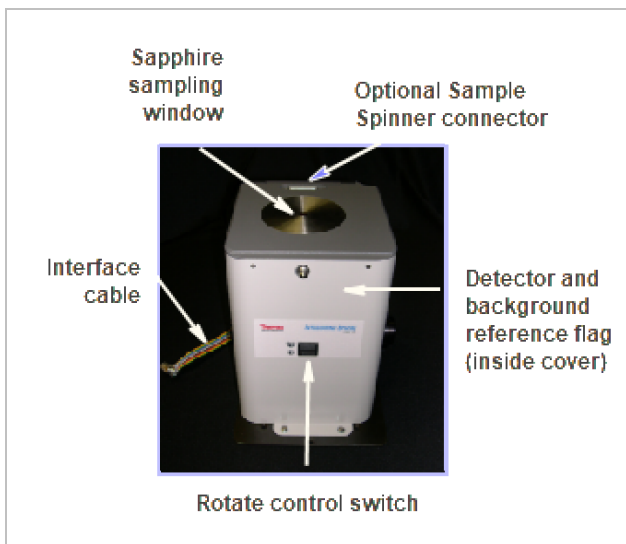 Sapphire
sampling
window
Optional Sample
Spinner connector
Interface
cable
Detector and
background
reference flag
(inside cover)
Thermo
Rotate control switch